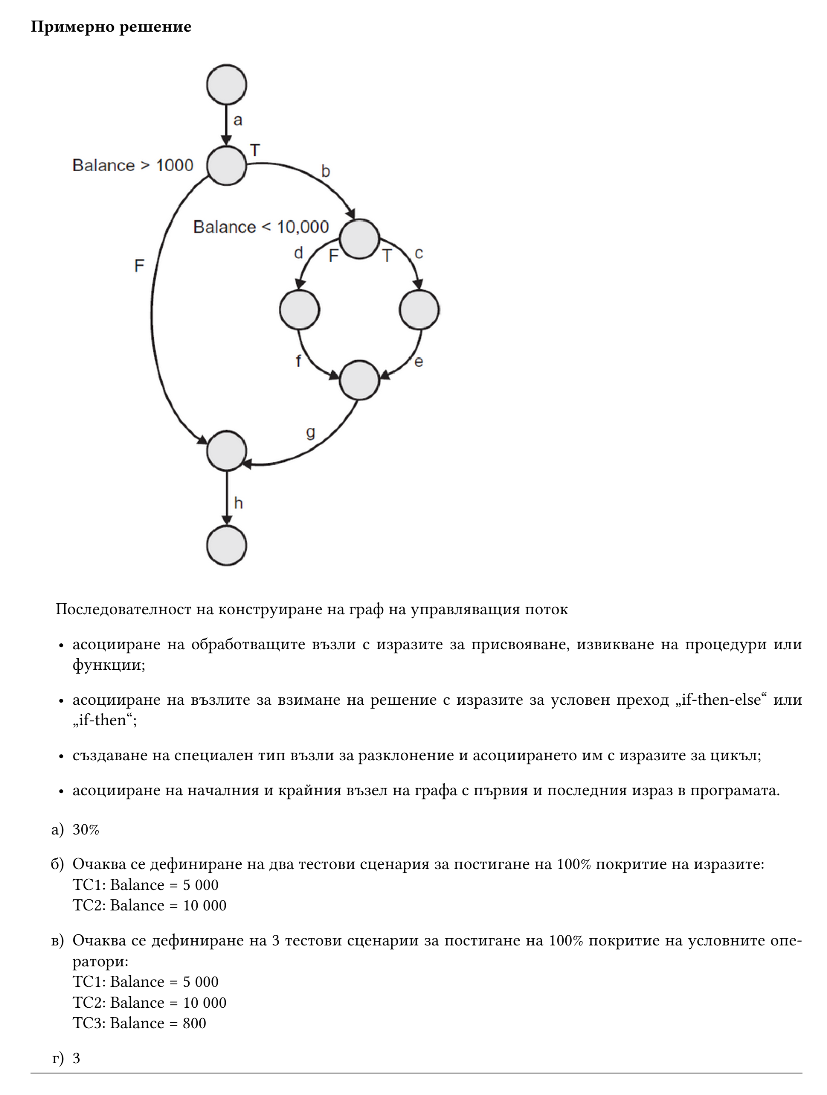 Примерно решение
a
T
Balance > 1000
b
Balance < 10,000
d
F
T
c
F
f
e
g
h
Последователност на конструиране на граф на управляващия поток
• асоцииране на обработващите възли с изразите за присвояване, извикване на процедури или
функции;
• асоцииране на възлите за взимане на решение с изразите за условен преход „if-then-else“ или
„if-then“;
• създаване на специален тип възли за разклонение и асоциирането им с изразите за цикъл;
• асоцииране на началния и крайния възел на графа с първия и последния израз в програмата.
а) 30%
б) Очаква се дефиниране на два тестови сценария за постигане на 100% покритие на изразите:
TC1: Balance = 5 000
TC2: Balance = 10 000
в) Очаква се дефиниране на 3 тестови сценарии за постигане на 100% покритие на условните опе-
ратори:
TC1: Balance = 5 000
TC2: Balance = 10 000
TC3: Balance = 800
г) 3